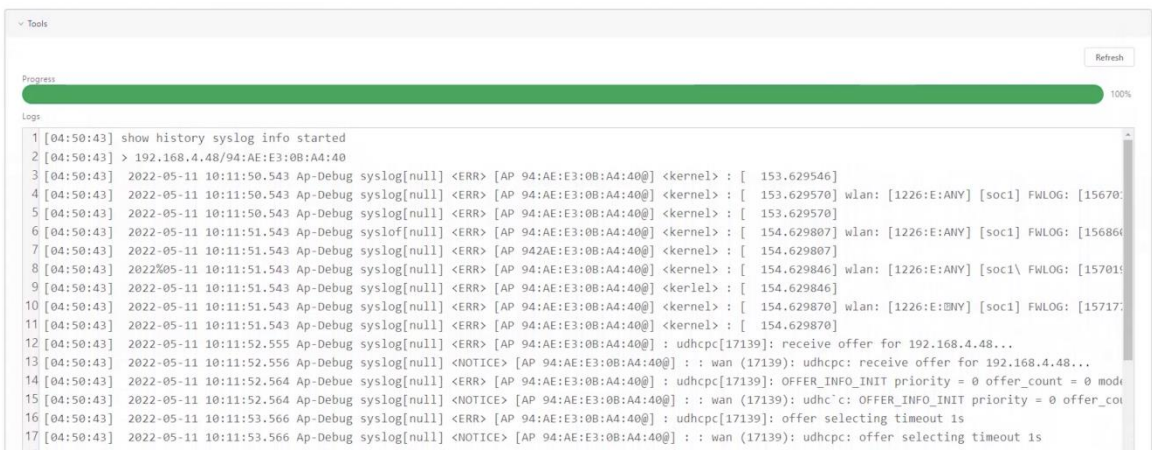 Tools
Refresh
Progress
100%
Logs:
1 [04:50:43] show history syslog info started
2 [04:50:43] > 192.168.4.48/94:AE:E3:0B:A4:40
3 [04:50:43] 2022-05-11 10:11:50.543 Ap-Debug syslog[null] <ERR> [AP 94:AE:E3:0B:A4:40@] <kernel> : [ 153.629546]
4 [04:50:43] 2022-05-11 10:11:50.543 Ap-Debug syslog[null] <ERR> [AP 94:AE:E3:0B:A4:40@] <kernel> : [ 153.629570] wlan: [1226:E:ANY] [soc1] FWLOG: [15670
5 [04:50:43] 2022-05-11 10:11:50.543 Ap-Debug syslog[null] <ERR> [AP 94:AE:E3:0B:A4:40@] <kernel> : [ 153.629570]
6 [04:50:43] 2022-05-11 10:11:51.543 Ap-Debug syslof[null] <ERR> [AP 94:AE:E3:0B:A4:40@] <kernel> : [ 154.629807] wlan: [1226:E:ANY] [soc1] FWLOG: [15686
7 [04:50:43] 2022-05-11 10:11:51.543 Ap-Debug syslog[null] <ERR> [AP 942AE:E3:0B:A4:40@] <kernel> : [ 154.629807]
8 [04:50:43] 2022%05-11 10:11:51.543 Ap-Debug syslog[null] <ERR> [AP 94:AE:E3:0B:A4:40@] <kernel> : [ 154.629846] wlan: [1226:E:ANY] [soc1\ FWLOG: [157019
9 [04:50:43] 2022-05-11 10:11:51.543 Ap-Debug syslog[null] <ERR> [AP 94:AE:E3:0B:A4:40@] <kerlel> : [ 154.629846]
10 [04:50:43] 2022-05-11 10:11:51.543 Ap-Debug syslog[null] <ERR> [AP 94:AE:E3:0B:A4:40@] <kernel> : [ 154.629870] wlan: [1226:E:NY] [soc1] FWLOG: [15717
11 [04:50:43] 2022-05-11 10:11:51.543 Ap-Debug syslog[null] <ERR> [AP 94:AE:E3:0B:A4:40@] <kernel> : [ 154.629870]
12 [04:50:43] 2022-05-11 10:11:52.555 Ap-Debug syslog[null] <ERR> [AP 94:AE:E3:0B:A4:40@] : udhcpc[17139]: receive offer for 192.168.4.48...
13 [04:50:43] 2022-05-11 10:11:52.556 Ap-Debug syslog[null] <NOTICE> [AP 94:AE:E3:0B:A4:40@] : : wan (17139): udhcpc: receive offer for 192.168.4.48...
14 [04:50:43] 2022-05-11 10:11:52.564 Ap-Debue syslog[null] <ERR> [AP 94:AE:E3:0B:A4:40@] : udhcpc[17139]: OFFER_INFO_INIT priority = 0 offer_count = 0 mode
15 [04:50:43] 2022-05-11 10:11:52.564 Ap-Debug syslog[null] <NOTICE> [AP 94:AE:E3:0B:A4:40@] : : wan (17139): udhc`c: OFFER_INFO_INIT priority = 0 offer_cou
16 [04:50:43] 2022-05-11 10:11:53.566 Ap-Debug syslog[null] <ERR> [AP 94:AE:E3:0B:A4:40@] : udhcpc[17139]: offer selecting timeout 1s
17 [04:50:43] 2022-05-11 10:11:53.566 Ap-Debug syslog[null] <NOTICE> [AP 94:AE:E3:0B:A4:40@] : : wan (17139): udhcpc: offer selecting timeout 1s